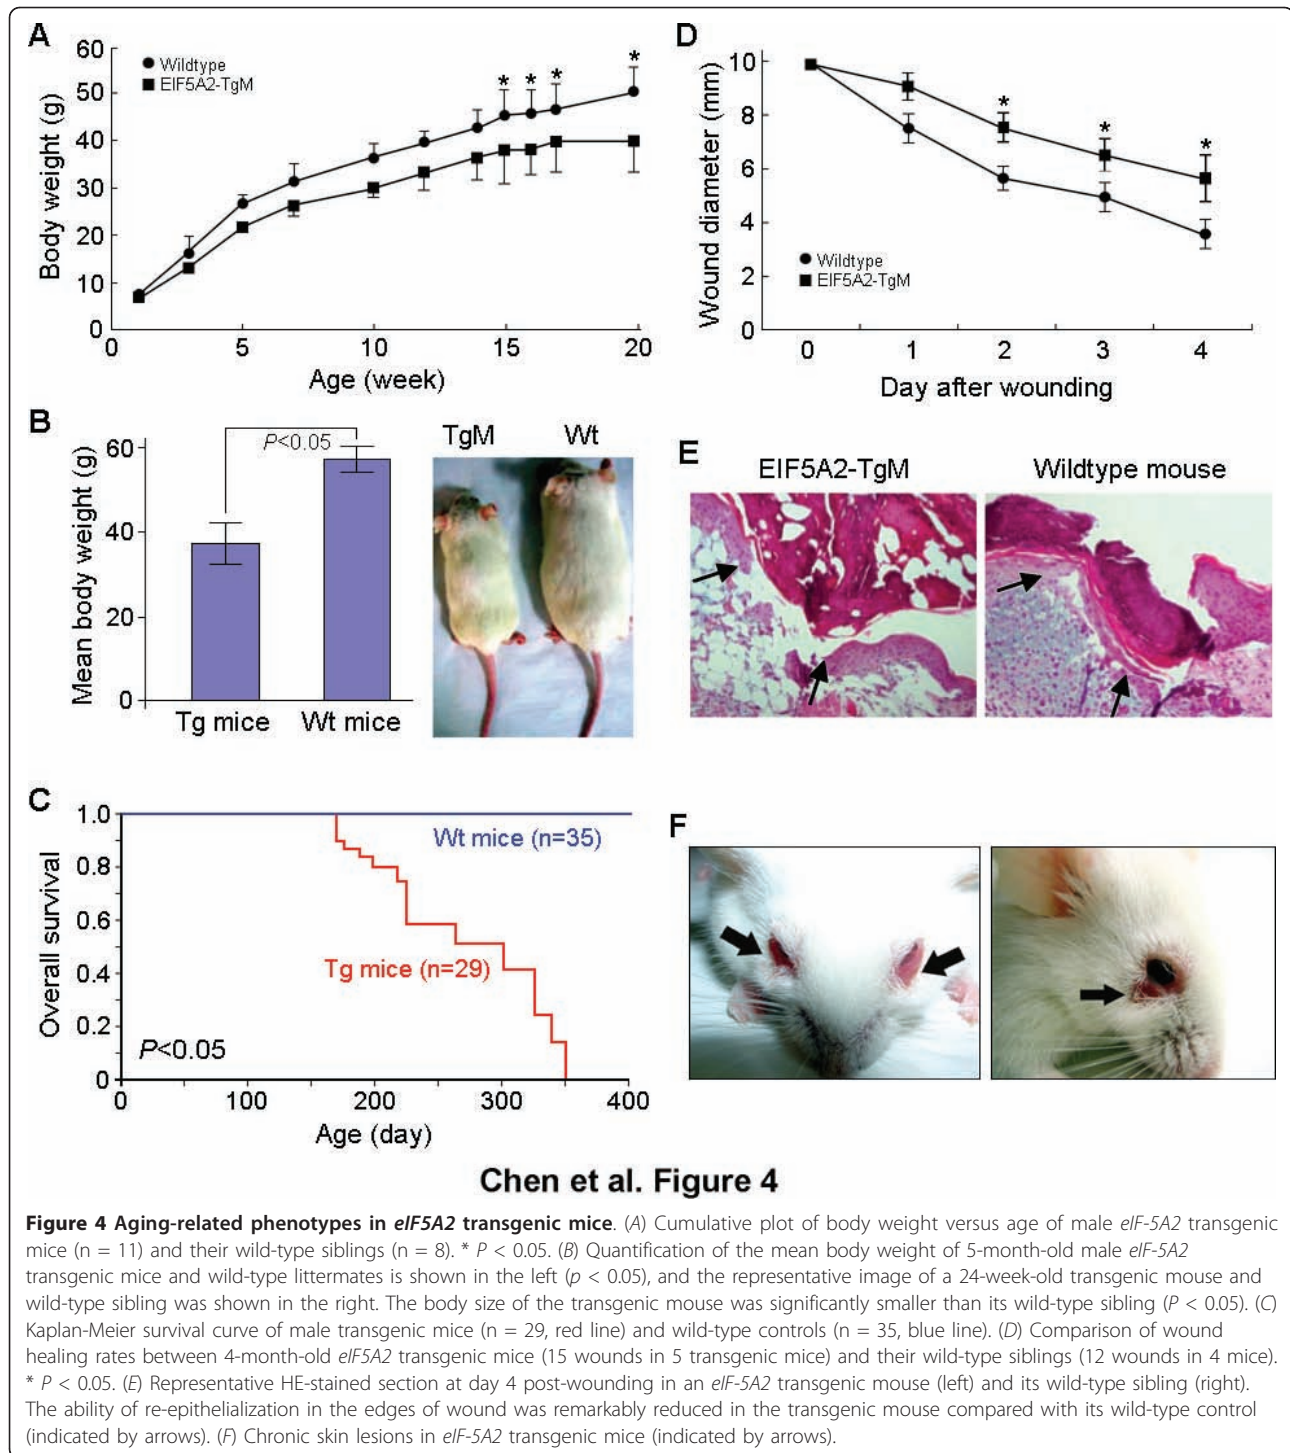 A
60
50
40
30
20
10
0
Body weight (g)
Wildtype
EIF5A2-TgM
*
*
*
*
0
5
10
15
20
Age (week)
D
10
8
6
4
2
0
Wound diameter (mm)
*
*
*
Wildtype
EIF5A2-TgM
0
1
2
3
4
Day after wounding
B
60
40
20
0
Mean body weight (g)
P<0.05
Tg mice
Wt mice
TgM
Wt
E
EIF5A2-TgM
Wildtype mouse
C
1.0
0.8
0.6
0.4
0.2
0
Overall survival
Wt mice (n=35)
Tg mice (n=29)
P<0.05
0
100
200
300
400
Age (day)
F
Chen et al. Figure 4
Figure 4 Aging-related phenotypes in eIF5A2 transgenic mice. (A) Cumulative plot of body weight versus age of male eIF-5A2 transgenic
mice (n = 11) and their wild-type siblings (n = 8). * P < 0.05. (B) Quantification of the mean body weight of 5-month-old male eIF-5A2
transgenic mice and wild-type littermates is shown in the left (p < 0.05), and the representative image of a 24-week-old transgenic mouse and
wild-type sibling was shown in the right. The body size of the transgenic mouse was significantly smaller than its wild-type sibling (P < 0.05). (C)
Kaplan-Meier survival curve of male transgenic mice (n = 29, red line) and wild-type controls (n = 35, blue line). (D) Comparison of wound
healing rates between 4-month-old eIF5A2 transgenic mice (15 wounds in 5 transgenic mice) and their wild-type siblings (12 wounds in 4 mice).
* P < 0.05. (E) Representative HE-stained section at day 4 post-wounding in an eIF-5A2 transgenic mouse (left) and its wild-type sibling (right).
The ability of re-epithelialization in the edges of wound was remarkably reduced in the transgenic mouse compared with its wild-type control
(indicated by arrows). (F) Chronic skin lesions in eIF-5A2 transgenic mice (indicated by arrows).